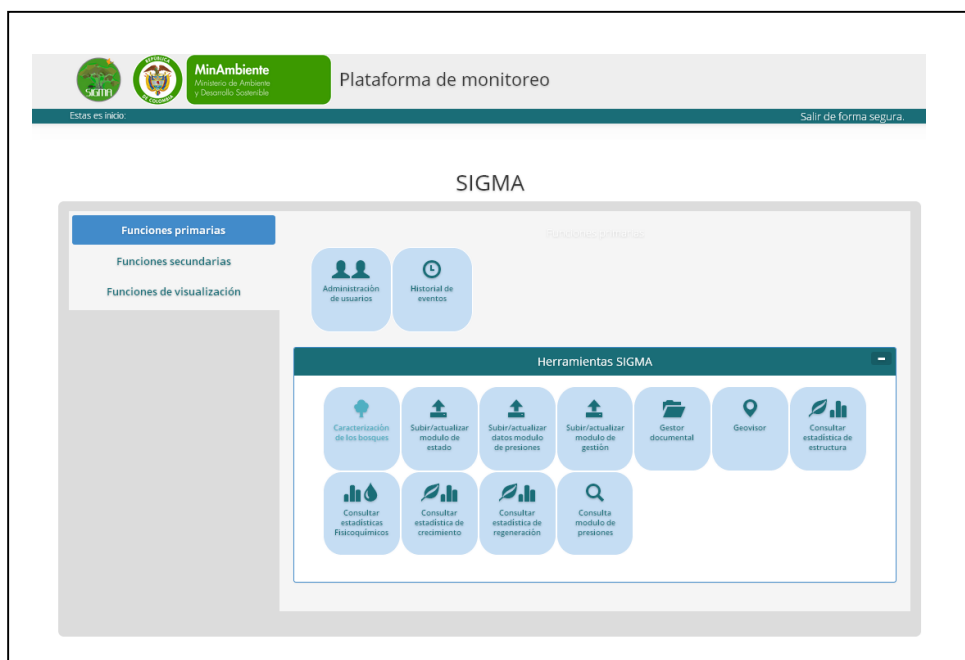 SIGMA
REPÚBLICA
DE COLOMBIA
MinAmbiente
Ministerio de Ambiente
y Desarrollo Sostenible
Plataforma de monitoreo
Estas es inicio:
Salir de forma segura.
SIGMA
Funciones primarias
Funciones secundarias
Funciones de visualización
Funciones primarias
Administración
de usuarios
Historial de
eventos
Herramientas SIGMA
Caracterización
de los bosques
Subir/actualizar
modulo de
estado
Subir/actualizar
datos modulo
de presiones
Subir/actualizar
modulo de
gestión
Gestor
documental
Geovisor
Consultar
estadística de
estructura
Consultar
estadísticas
Fisicoquímicos
Consultar
estadística de
crecimiento
Consultar
estadística de
regeneración
Consulta
modulo de
presiones